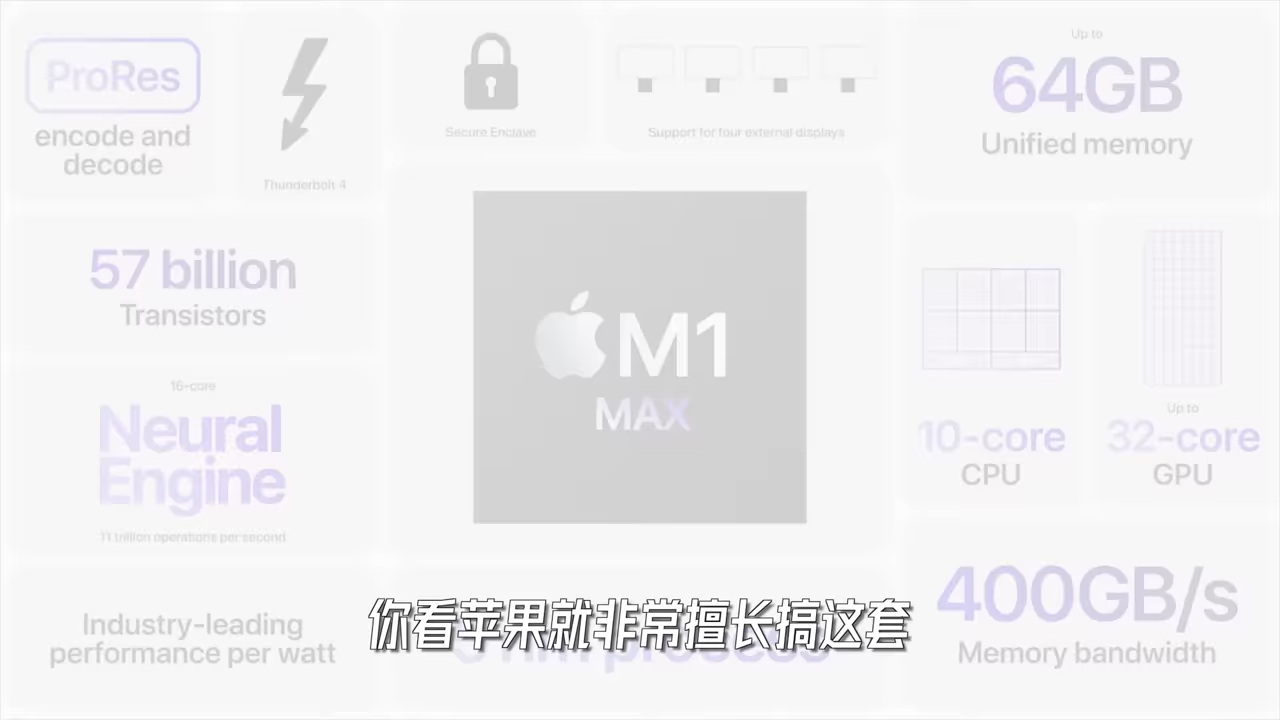 ProRes
encode and
decode
Thunderbolt 4
Secure Enclave
Support for four external displays
Up to
64GB
Unified memory
57 billion
Transistors
M1
MAX
16-core
Neural
Engine
11 trillion operations per second
10-core
CPU
Up to
32-core
GPU
Industry-leading
performance per watt
400GB/s
Memory bandwidth
你看苹果就非常擅长搞这套